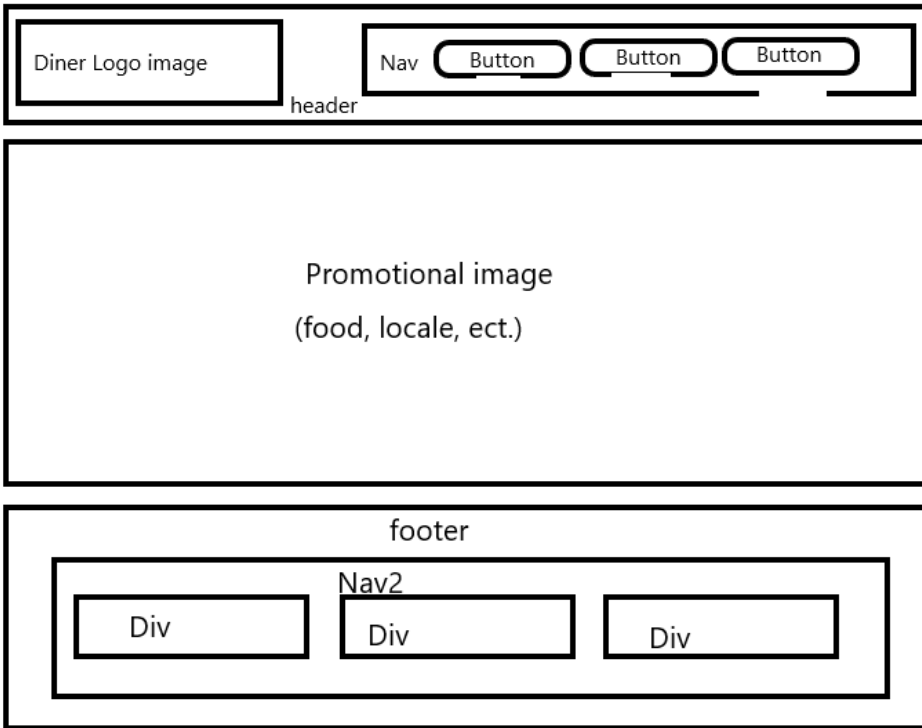 Diner Logo image
header
Nav
Button
Button
Button
Promotional image
(food, locale, ect.)
footer
Nav2
Div
Div
Div